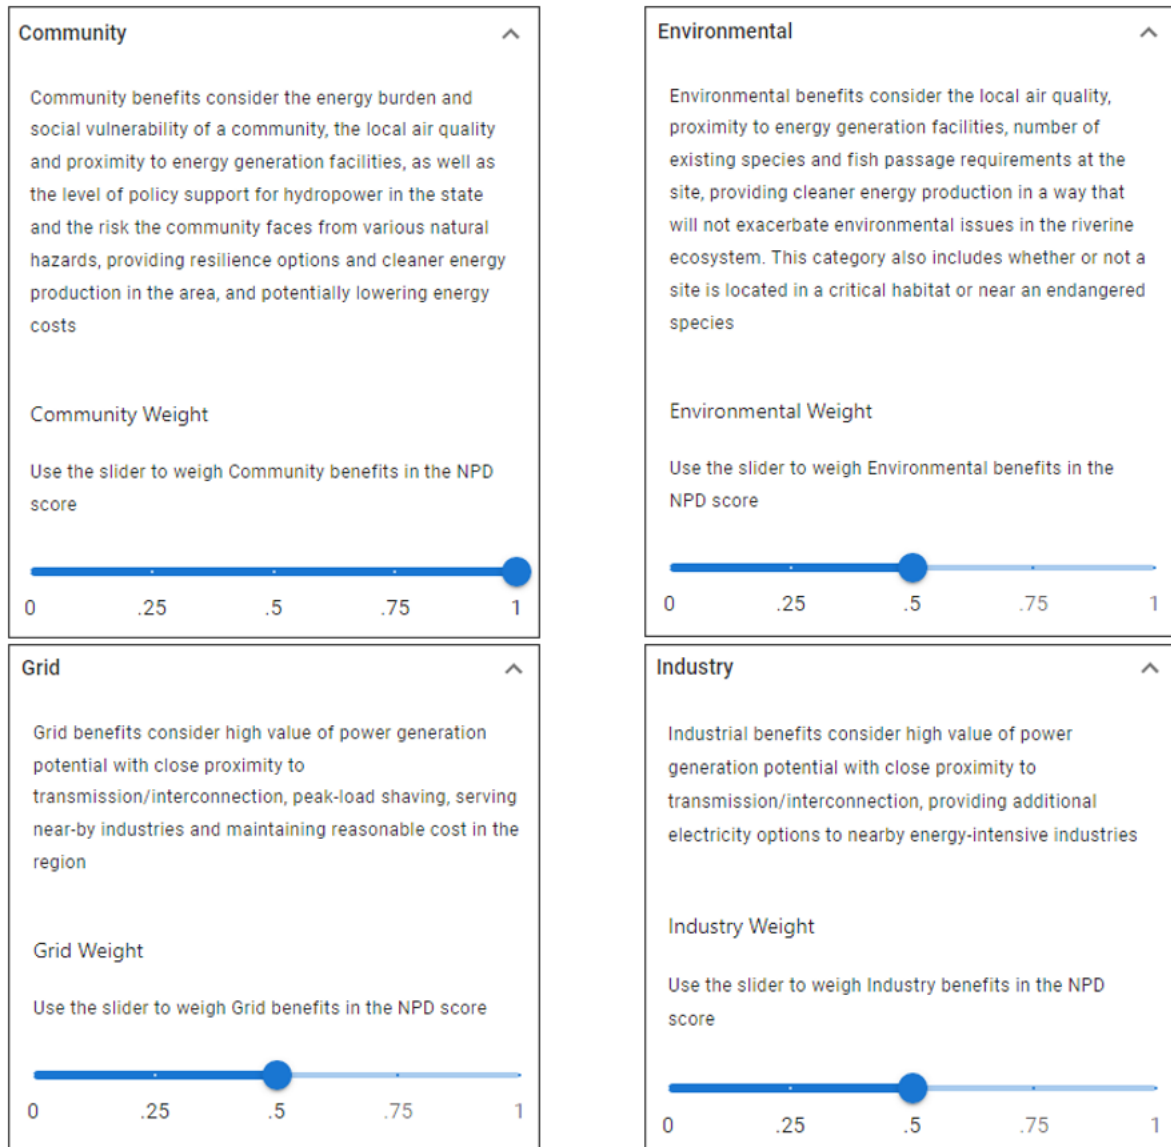 Community
Community benefits consider the energy burden and
social vulnerability of a community, the local air quality
and proximity to energy generation facilities, as well as
the level of policy support for hydropower in the state
and the risk the community faces from various natural
hazards, providing resilience options and cleaner energy
production in the area, and potentially lowering energy
costs
Community Weight
Use the slider to weigh Community benefits in the NPD
score
0 .25 .5 .75 1
Environmental
Environmental benefits consider the local air quality,
proximity to energy generation facilities, number of
existing species and fish passage requirements at the
site, providing cleaner energy production in a way that
will not exacerbate environmental issues in the riverine
ecosystem. This category also includes whether or not a
site is located in a critical habitat or near an endangered
species
Environmental Weight
Use the slider to weigh Environmental benefits in the
NPD score
0 .25 .5 .75 1
Grid
Grid benefits consider high value of power generation
potential with close proximity to
transmission/interconnection, peak-load shaving, serving
near-by industries and maintaining reasonable cost in the
region
Grid Weight
Use the slider to weigh Grid benefits in the NPD score
0 .25 .5 .75 1
Industry
Industrial benefits consider high value of power
generation potential with close proximity to
transmission/interconnection, providing additional
electricity options to nearby energy-intensive industries
Industry Weight
Use the slider to weigh Industry benefits in the NPD
score
0 .25 .5 .75 1